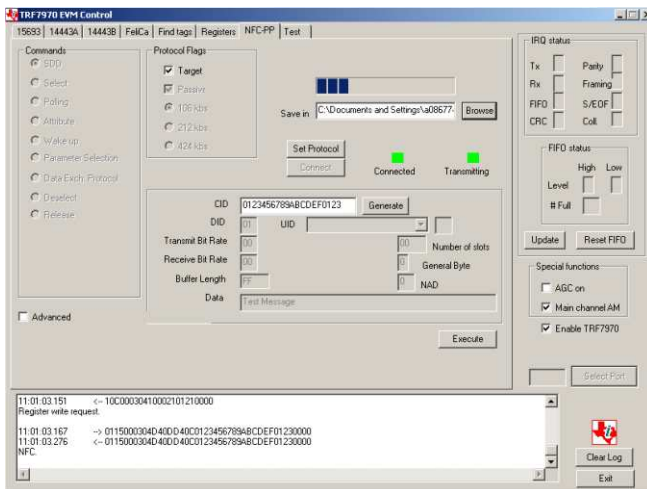 TRF7970 EVM Control
15693 14443A 14443B FeliCa Find tags Registers NFC-PP Test
Commands
SDD
Select
Polling
Attribute
Wake up
Parameter Selection
Data Exch. Protocol
Deselect
Release
Advanced
Protocol Flags
Target
Passive
106 kbs
212 kbs
424 kbs
Save in C:\Documents and Settings\a08677- Browse
Set Protocol
Connect
Connected Transmitting
CID 0123456789ABCDEF0123 Generate
DID 01 UID
Transmit Bit Rate 00 00 Number of slots
Receive Bit Rate 00 0 General Byte
Buffer Length FF 0 NAD
Data Test Message
Execute
IRQ status
Tx Parity
Rx Framing
FIFO S/EOF
CRC Coll.
FIFO status
High Low
Level
# Full
Update Reset FIFO
Special functions
AGC on
Main channel AM
Enable TRF7970
Select Port
11:01:03.151 <-- 10C00030410002101210000
Register write request.
11:01:03.167 --> 0115000304D40DD40C0123456789ABCDEF01230000
11:01:03.276 <-- 0115000304D40DD40C0123456789ABCDEF01230000
NFC.
Clear Log
Exit